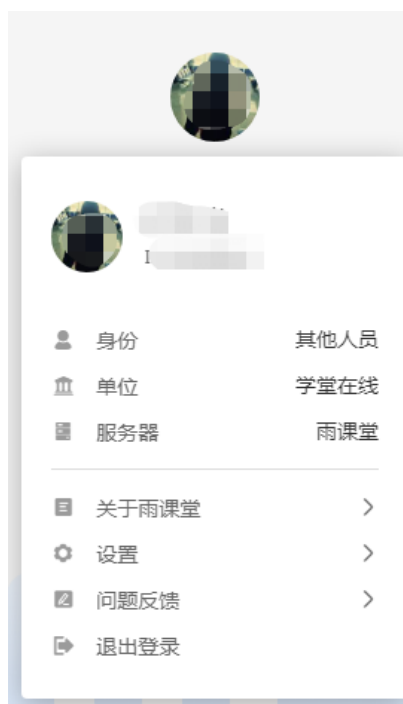 身份 其他人员
单位 学堂在线
服务器 雨课堂
关于雨课堂
设置
问题反馈
退出登录